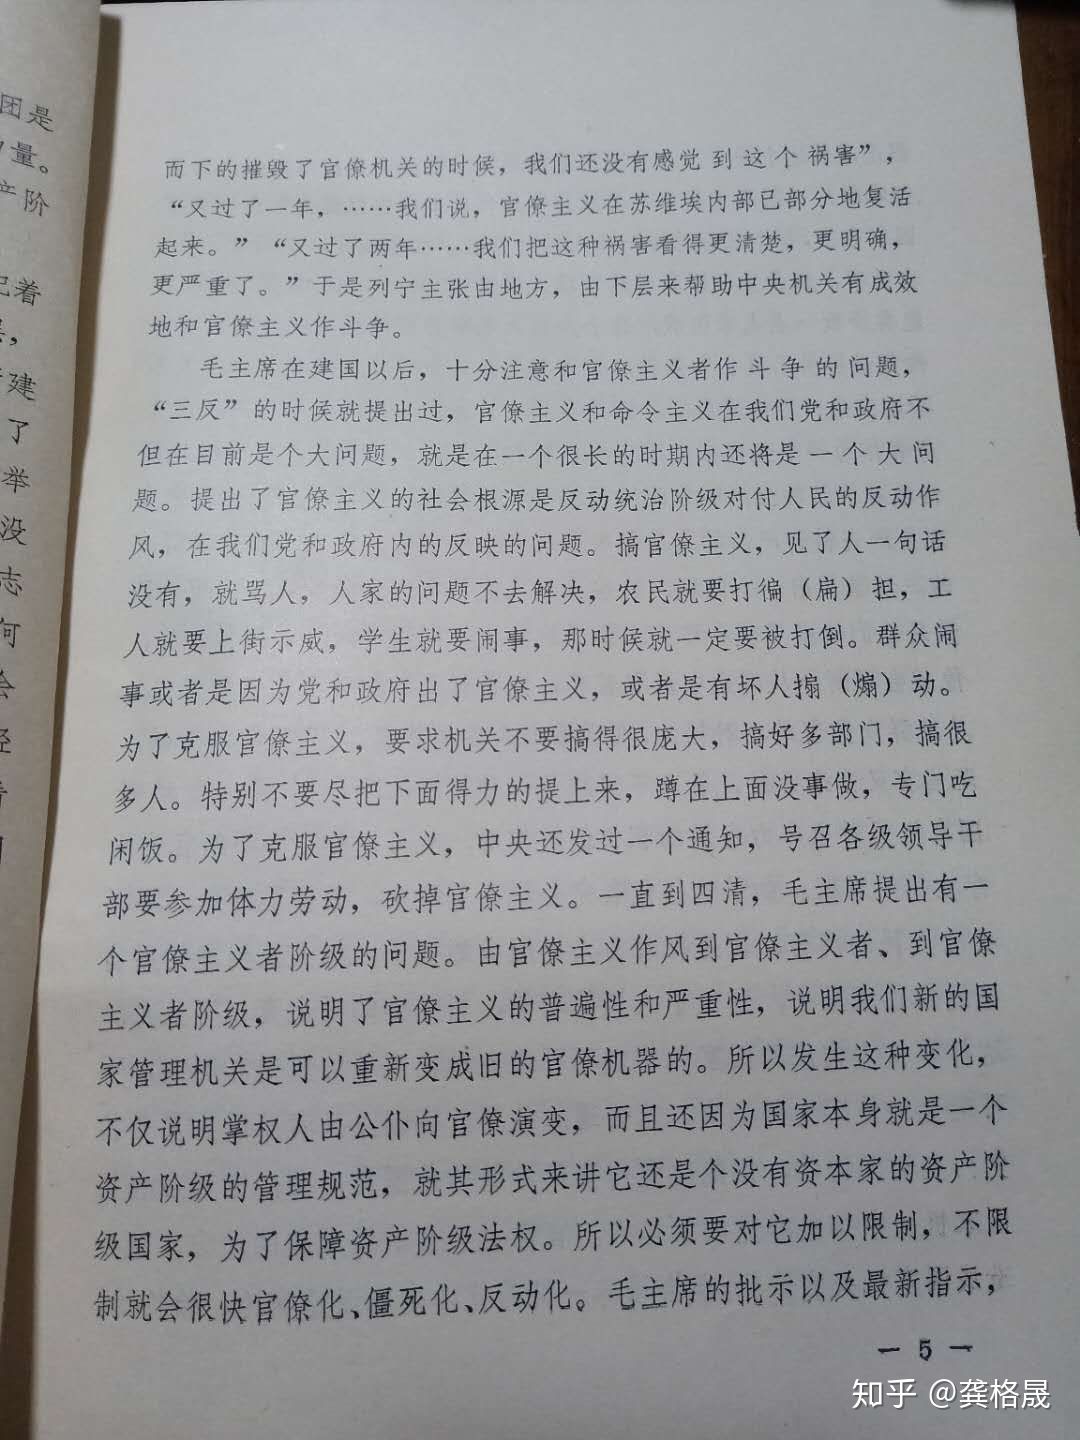 团是
量。
产阶
记着
建
了
举
没
志
何
会
而下的摧毁了官僚机关的时候，我们还没有感觉到这个祸害”，
“又过了一年，……我们说，官僚主义在苏维埃内部已部分地复活
起来。”“又过了两年……我们把这种祸害看得更清楚，更明确，
更严重了。”于是列宁主张由地方，由下层来帮助中央机关有成效
地和官僚主义作斗争。
毛主席在建国以后，十分注意和官僚主义者作斗争的问题，
“三反”的时候就提出过，官僚主义和命令主义在我们党和政府不
但在目前是个大问题，就是在一个很长的时期内还将是一个大问
题。提出了官僚主义的社会根源是反动统治阶级对付人民的反动作
风，在我们党和政府内的反映的问题。搞官僚主义，见了人一句话
没有，就骂人，人家的问题不去解决，农民就要打徧（扁）担，工
人就要上街示威，学生就要闹事，那时候就一定要被打倒。群众闹
事或者是因为党和政府出了官僚主义，或者是有坏人搧（煽）动。
为了克服官僚主义，要求机关不要搞得很庞大，搞好多部门，搞很
多人。特别不要尽把下面得力的提上来，蹲在上面没事做，专门吃
闲饭。为了克服官僚主义，中央还发过一个通知，号召各级领导干
部要参加体力劳动，砍掉官僚主义。一直到四清，毛主席提出有一
个官僚主义者阶级的问题。由官僚主义作风到官僚主义者、到官僚
主义者阶级，说明了官僚主义的普遍性和严重性，说明我们新的国
家管理机关是可以重新变成旧的官僚机器的。所以发生这种变化，
不仅说明掌权人由公仆向官僚演变，而且还因为国家本身就是一个
资产阶级的管理规范，就其形式来讲它还是个没有资本家的资产阶
级国家，为了保障资产阶级法权。所以必须要对它加以限制，不限
制就会很快官僚化、僵死化、反动化。毛主席的批示以及最新指示，
— 5 —
知乎 @龚格晟